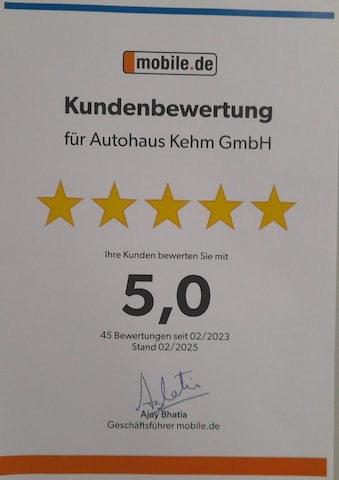 mobile.de
Kundenbewertung
für Autohaus Kehm GmbH
Ihre Kunden bewerten Sie mit
5,0
45 Bewertungen seit 02/2023
Stand 02/2025
Ajay Bhatia
Geschäftsführer mobile.de